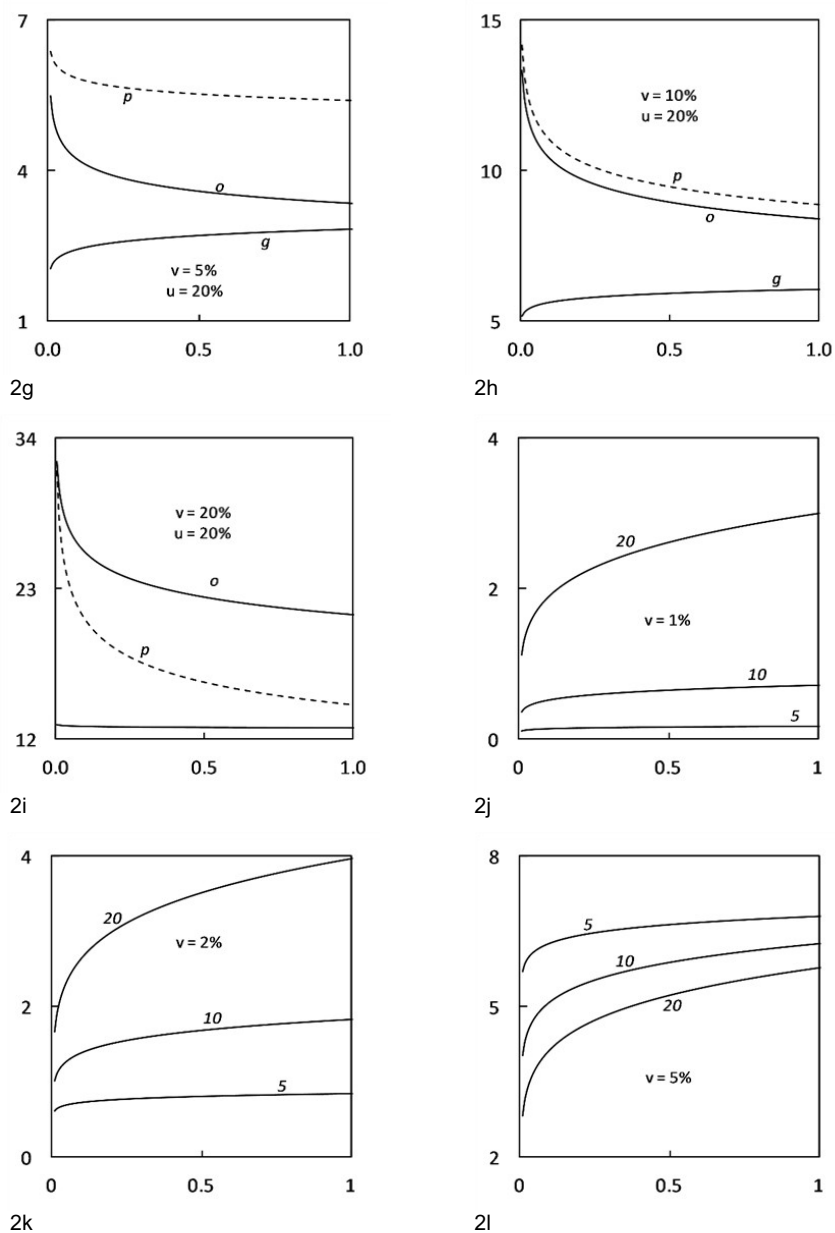 7
p
4
o
g
v = 5%
u = 20%
1
0.0 0.5 1.0
2g
15
v = 10%
u = 20%
p
10
o
g
5
0.0 0.5 1.0
2h
34
v = 20%
u = 20%
23
o
p
12
0.0 0.5 1.0
2i
4
20
2
v = 1%
10
5
0
0 0.5 1
2j
4
20
v = 2%
2
10
5
0
0 0.5 1
2k
8
5
10
5
20
v = 5%
2
0 0.5 1
2l